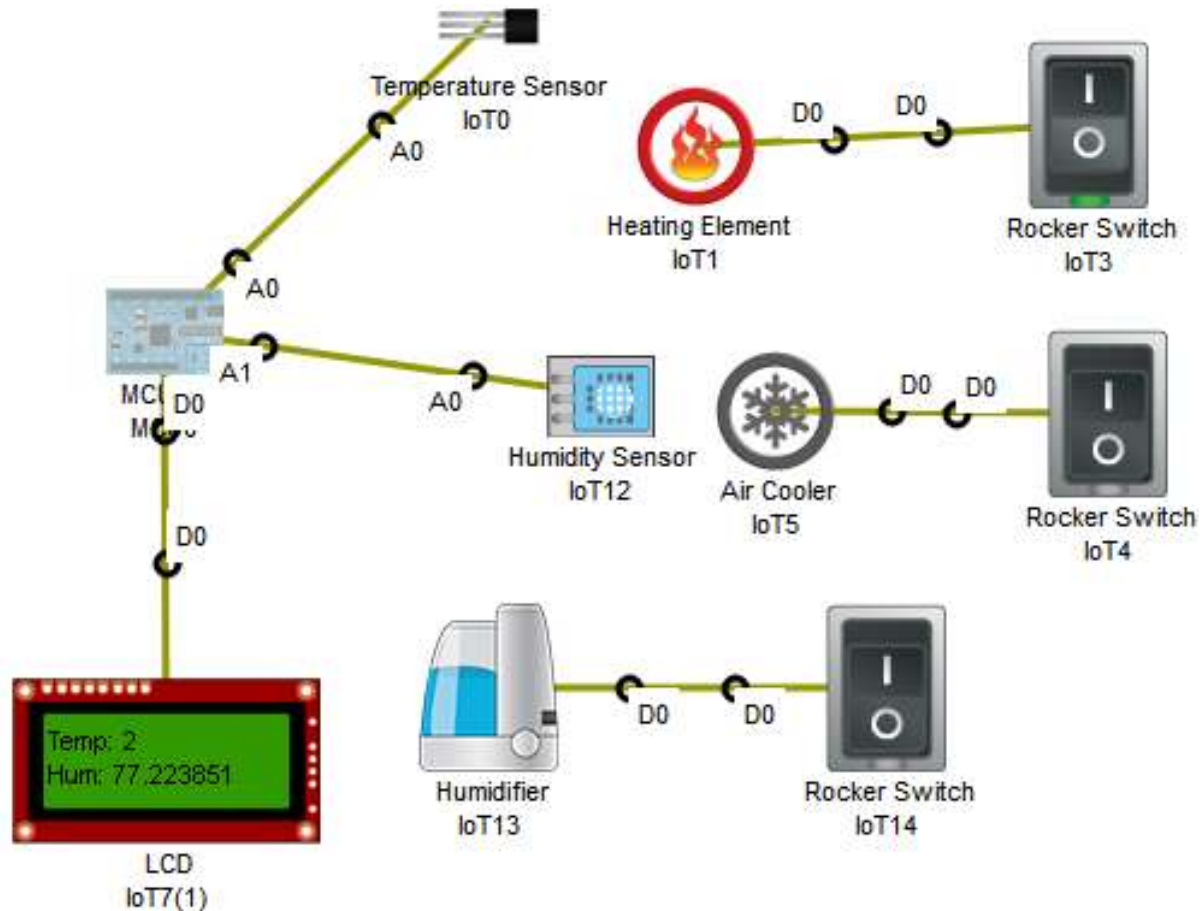 Temperature Sensor
IoT0
A0
A0
D0
D0
Heating Element
IoT1
I
O
Rocker Switch
IoT3
A1
A0
D0
D0
Humidity Sensor
IoT12
D0
D0
Air Cooler
IoT5
I
O
Rocker Switch
IoT4
Temp: 2
Hum: 77.223851
LCD
IoT7(1)
D0
D0
Humidifier
IoT13
I
O
Rocker Switch
IoT14